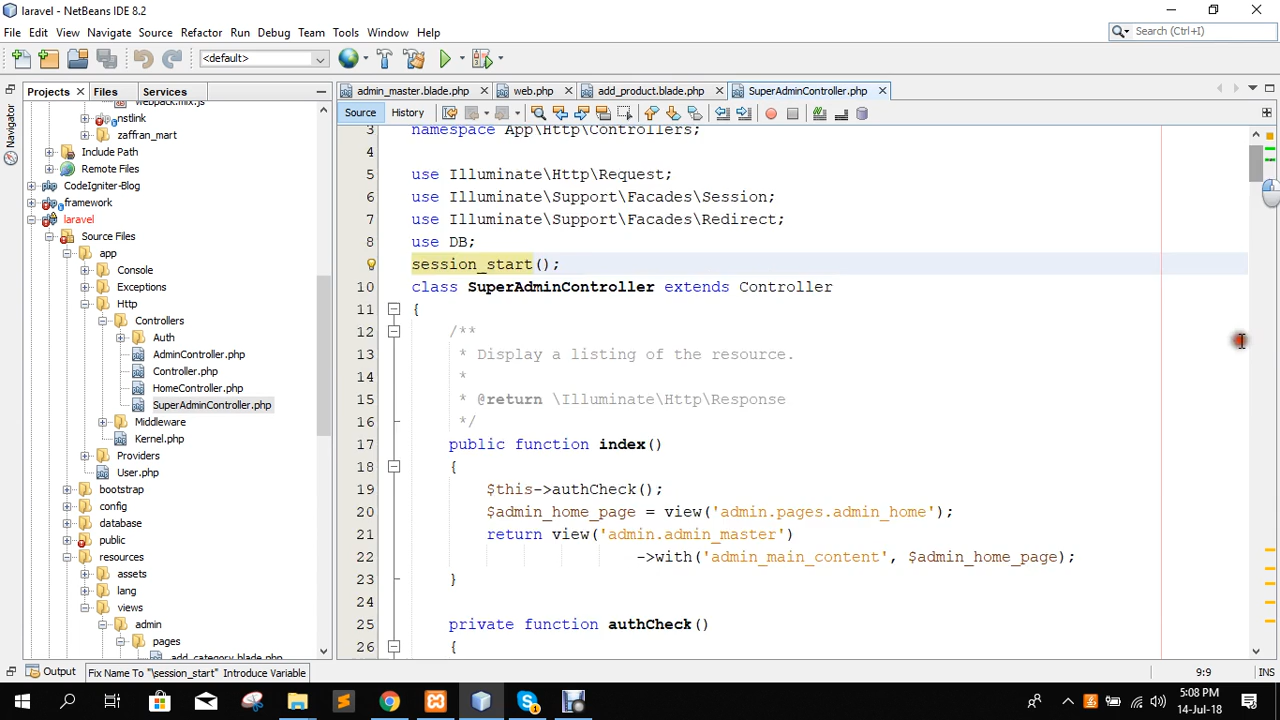 laravel - NetBeans IDE 8.2
File Edit View Navigate Source Refactor Run Debug Team Tools Window Help
Search (Ctrl+I)
<default>
Projects Files Services
admin_master.blade.php web.php add_product.blade.php SuperAdminController.php
Source History
Navigator
webpack.mix.js
nstlink
zaffran_mart
Include Path
Remote Files
CodeIgniter-Blog
framework
laravel
Source Files
app
Console
Exceptions
Http
Controllers
Auth
AdminController.php
Controller.php
HomeController.php
SuperAdminController.php
Middleware
Kernel.php
Providers
User.php
bootstrap
config
database
public
resources
assets
lang
views
admin
pages
add_category.blade.php
3 namespace App\Http\Controllers;
4
5 use Illuminate\Http\Request;
6 use Illuminate\Support\Facades\Session;
7 use Illuminate\Support\Facades\Redirect;
8 use DB;
session_start();
10 class SuperAdminController extends Controller
11 {
12 /**
13 * Display a listing of the resource.
14 *
15 * @return \Illuminate\Http\Response
16 */
17 public function index()
18 {
19 $this->authCheck();
20 $admin_home_page = view('admin.pages.admin_home');
21 return view('admin.admin_master')
22 ->with('admin_main_content', $admin_home_page);
23 }
24
25 private function authCheck()
26 {
Output Fix Name To "\session_start" Introduce Variable
9:9 INS
5:08 PM
14-Jul-18